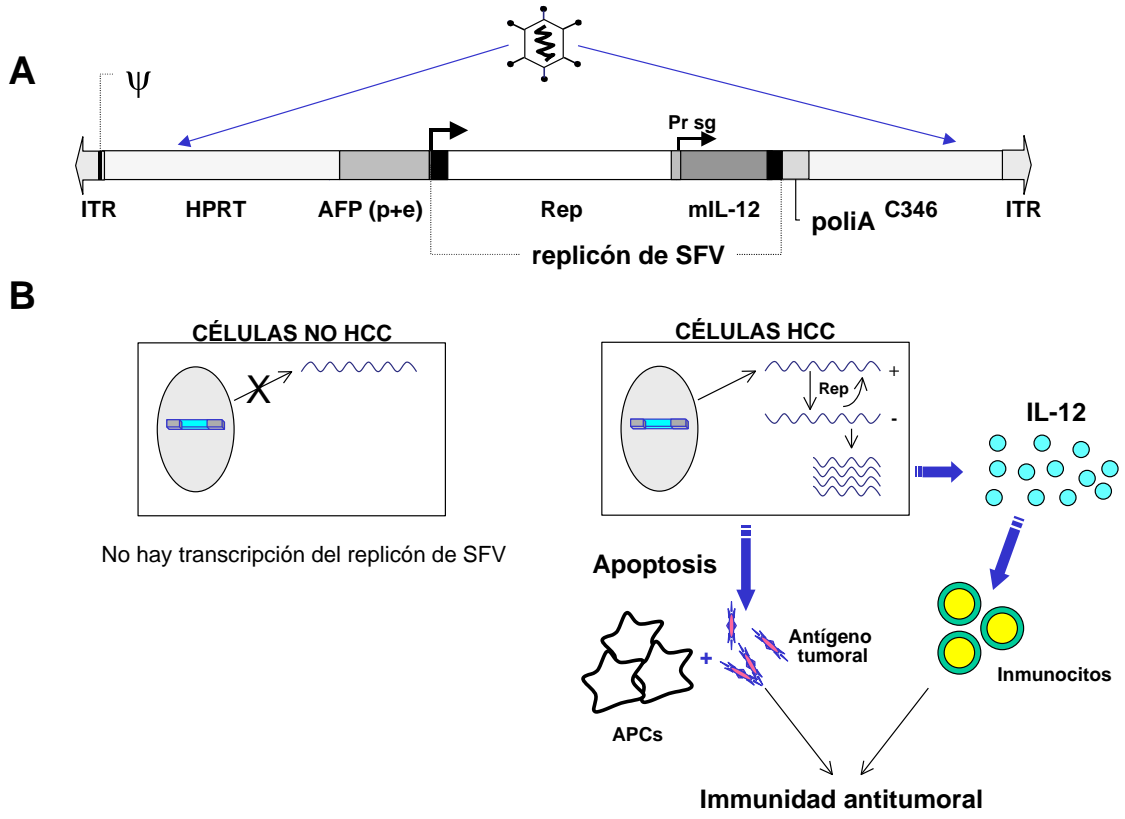 A
ψ
Pr sg
ITR
HPRT
AFP (p+e)
Rep
mIL-12
poliA
C346
ITR
replicón de SFV
B
CÉLULAS NO HCC
X
No hay transcripción del replicón de SFV
CÉLULAS HCC
+
Rep
-
IL-12
Apoptosis
+
Antígeno
tumoral
APCs
Inmunocitos
Immunidad antitumoral